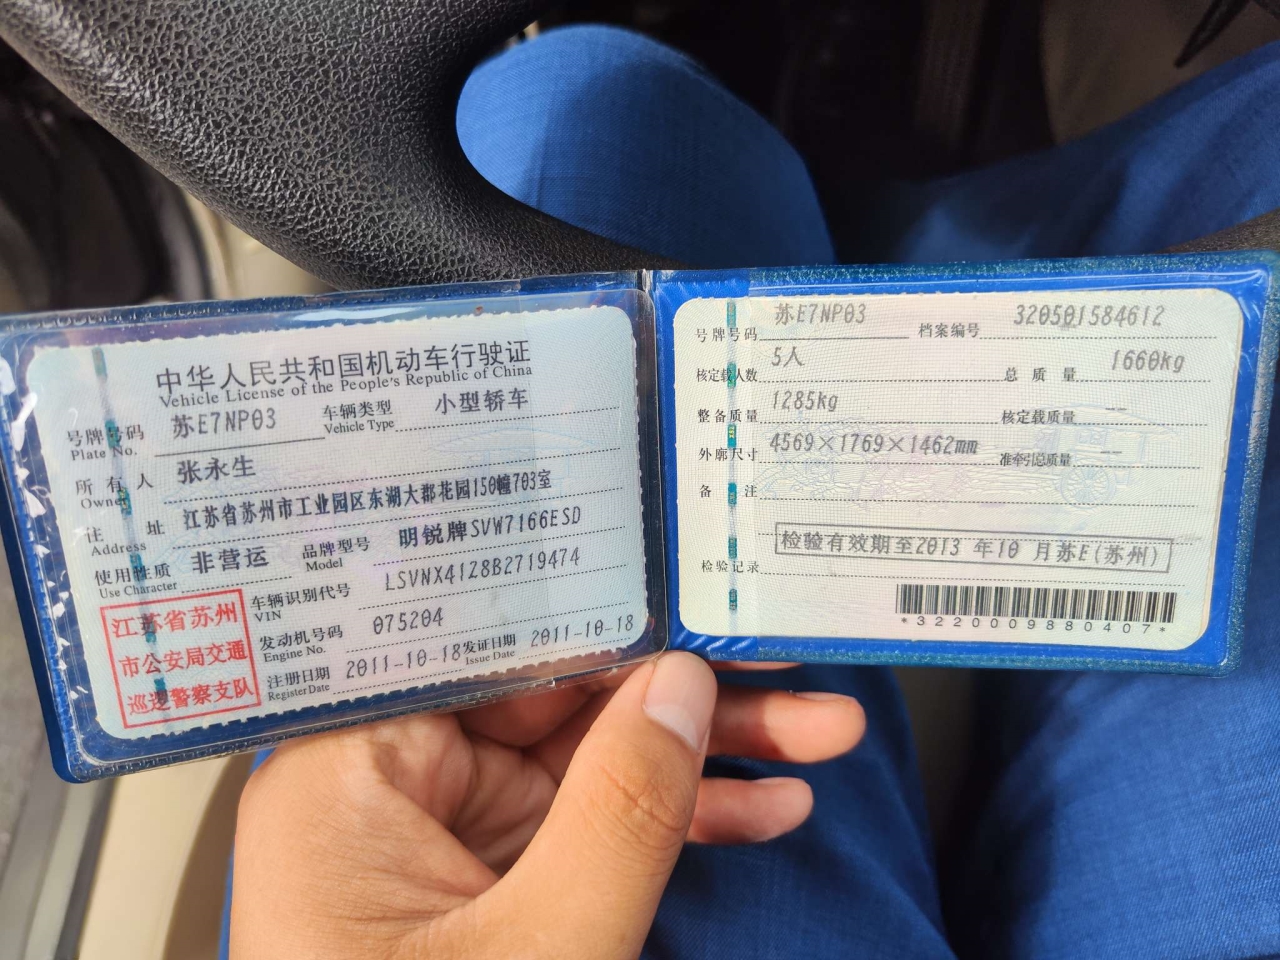 中华人民共和国机动车行驶证
Vehicle License of the People's Republic of China
号牌号码 苏E7NP03 车辆类型 小型轿车
Plate No. Vehicle Type
所有人 张永生
Owner
住址 江苏省苏州市工业园区东湖大郡花园150幢703室
Address
使用性质 非营运 品牌型号 明锐牌SVW7166ESD
Use Character Model
车辆识别代号 LSVNX4128B2719474
VIN
发动机号码 075204
Engine No.
注册日期 2011-10-18 发证日期 2011-10-18
Register Date Issue Date
江苏省苏州
市公安局交通
巡逻警察支队
号牌号码 苏E7NP03 档案编号 320501584612
核定载人数 5人 总质量 1660kg
整备质量 1285kg 核定载质量 --
外廓尺寸 4569×1769×1462mm 准牵引总质量 --
备注
检验记录 检验有效期至2013 年10 月苏E(苏州)
*3220009880407*